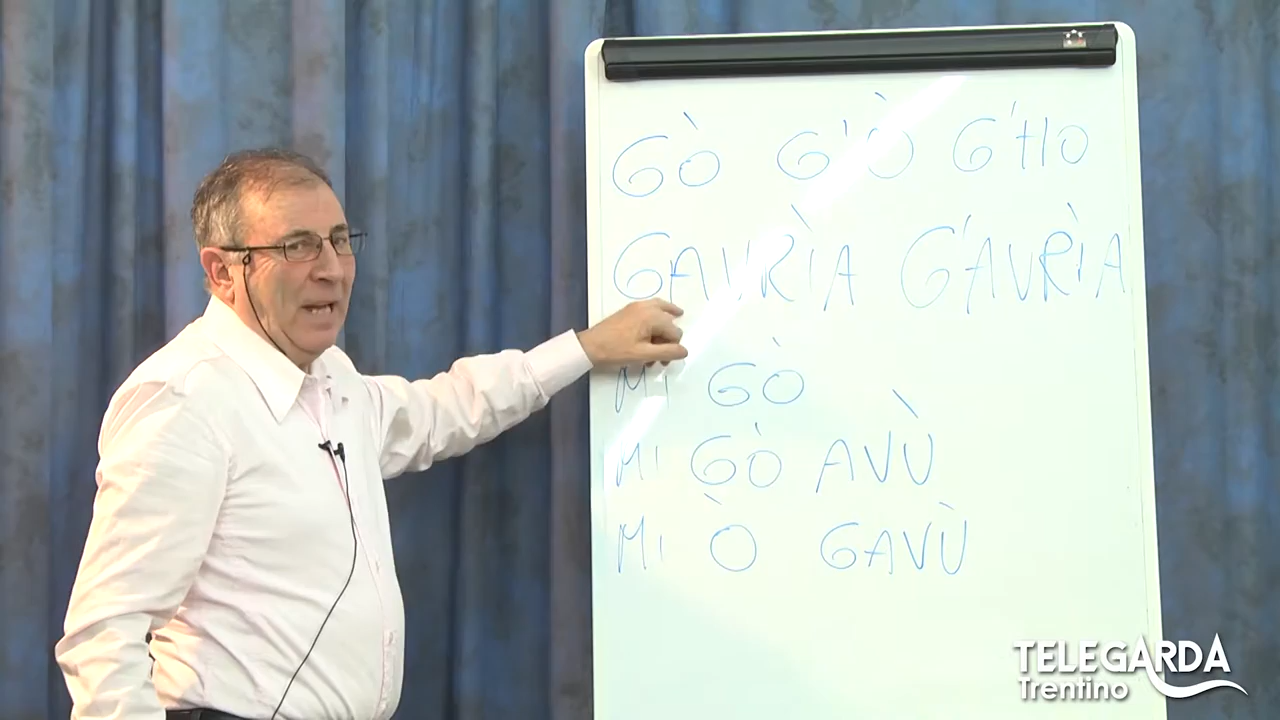 GÒ G'Ò G'HO
GAVRÌA G'AVRÌA
MI GÒ
MI GÒ AVÙ
MI Ò GAVÙ
TELEGARDA
Trentino